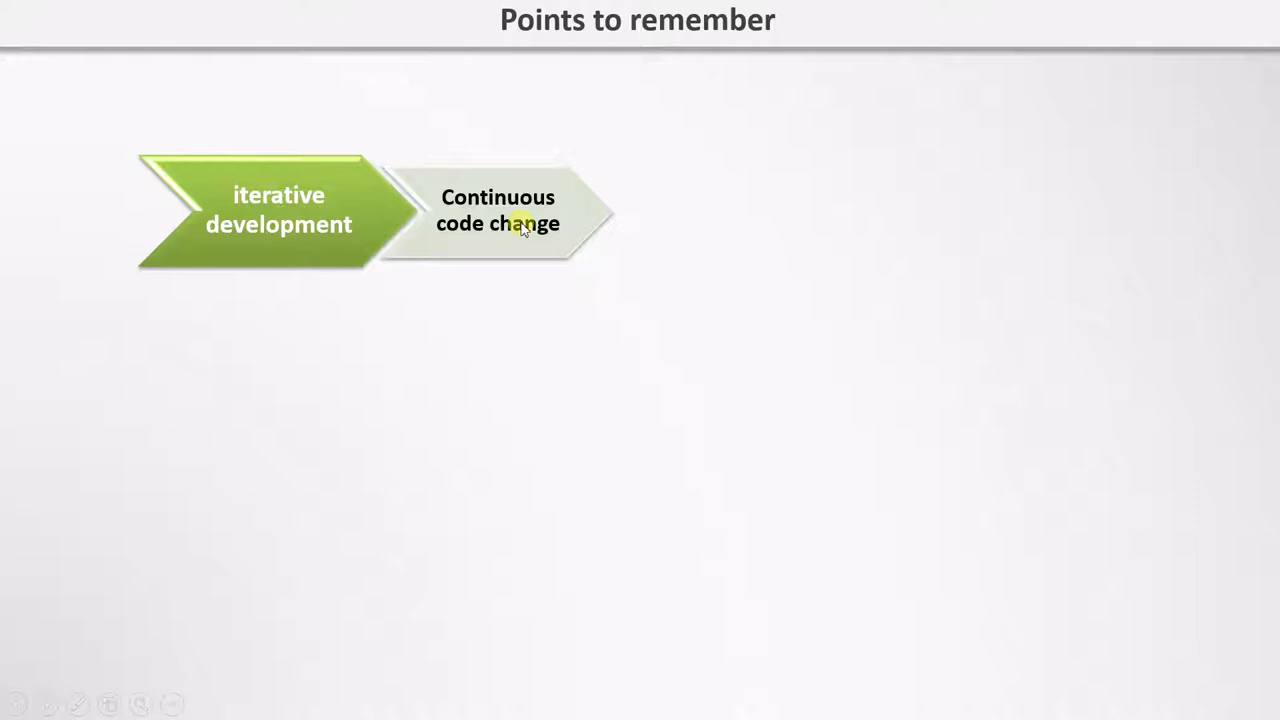 Points to remember
iterative
development
Continuous
code change